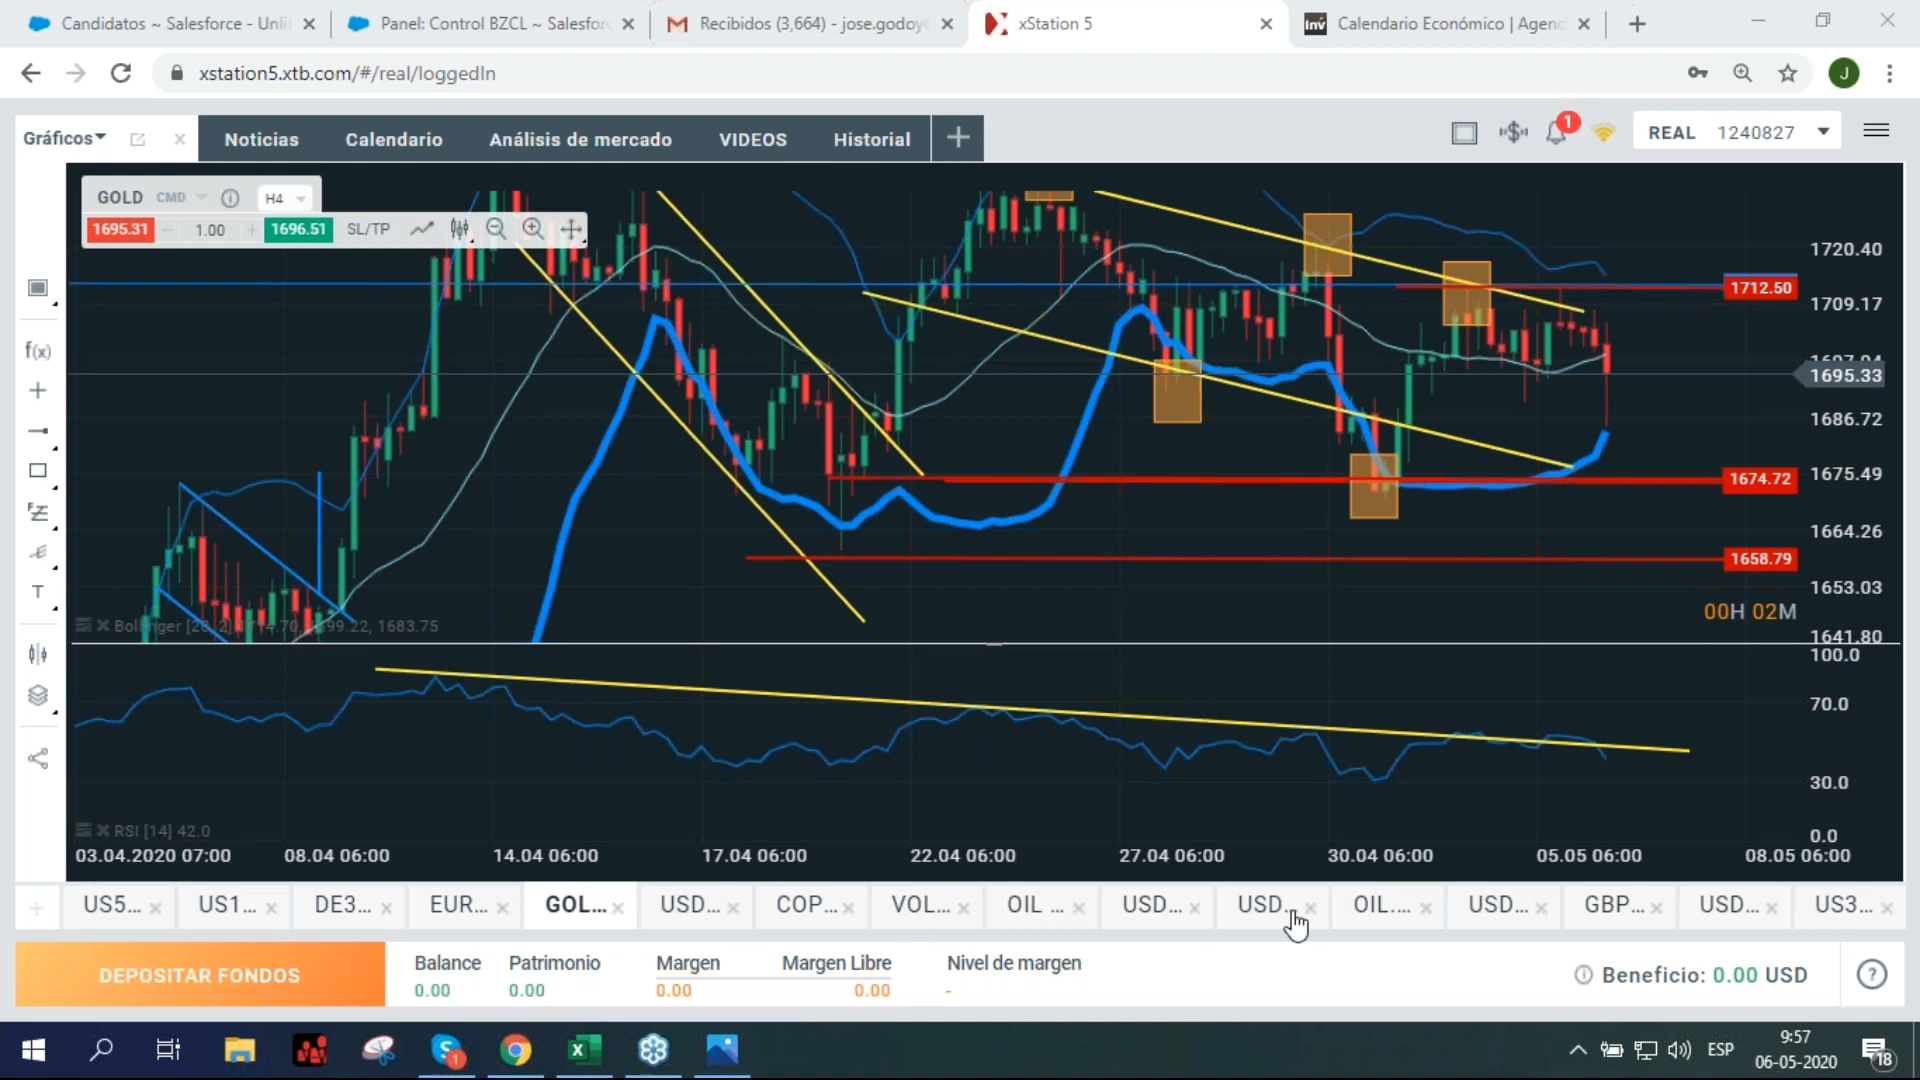 Candidatos ~ Salesforce - Unli
Panel: Control BZCL ~ Salesforc
Recibidos (3,664) - jose.godoy
xStation 5
Calendario Económico | Agenc
xstation5.xtb.com/#/real/loggedIn
J
Gráficos
Noticias
Calendario
Análisis de mercado
VIDEOS
Historial
1
REAL 1240827
GOLD CMD H4
1695.31 1.00 1696.51 SL/TP
f(x)
T
1720.40
1712.50
1709.17
1695.33
1686.72
1675.49
1674.72
1664.26
1658.79
1653.03
00H 02M
1641.80
100.0
70.0
30.0
RSI [14] 42.0
0.0
03.04.2020 07:00 08.04 06:00 14.04 06:00 17.04 06:00 22.04 06:00 27.04 06:00 30.04 06:00 05.05 06:00 08.05 06:00
US5... US1... DE3... EUR... GOL... USD... COP... VOL... OIL ... USD... USD... OIL.... USD... GBP... USD... US3...
DEPOSITAR FONDOS
Balance Patrimonio Margen Margen Libre Nivel de margen
0.00 0.00 0.00 0.00 -
Beneficio: 0.00 USD
?
1
ESP
9:57
06-05-2020
18